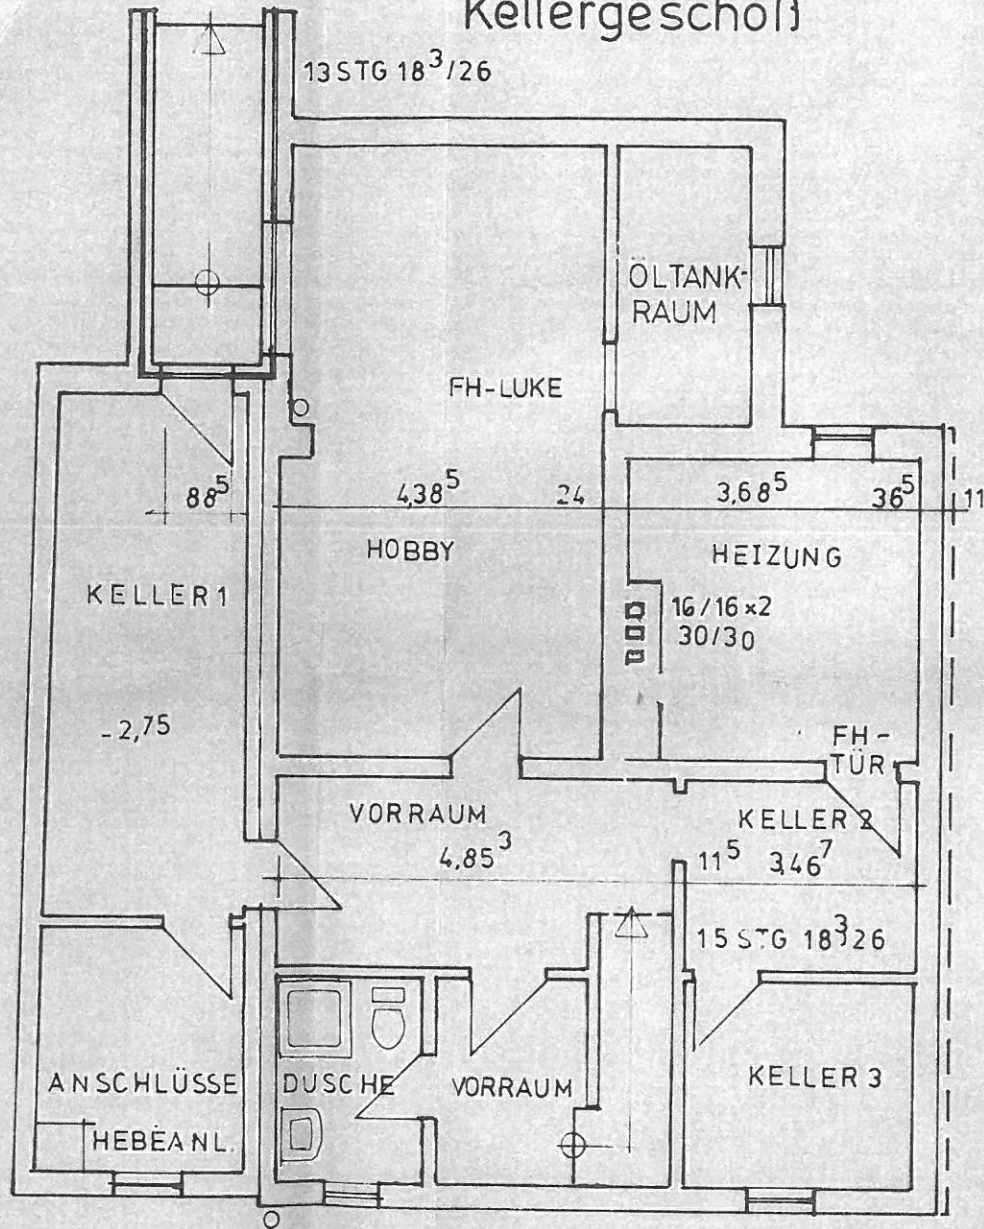 Kellergeschoß
13 STG 18³/26
ÖLTANK-
RAUM
FH-LUKE
88⁵
4,38⁵
24
3,68⁵
36⁵
11
HOBBY
HEIZUNG
KELLER 1
16/16 x2
30/30
-2,75
FH-
TÜR
VORRAUM
KELLER 2
4,85³
11⁵
3,46⁷
15 STG 18³26
ANSCHLÜSSE
DUSCHE
VORRAUM
KELLER 3
HEBEANL.